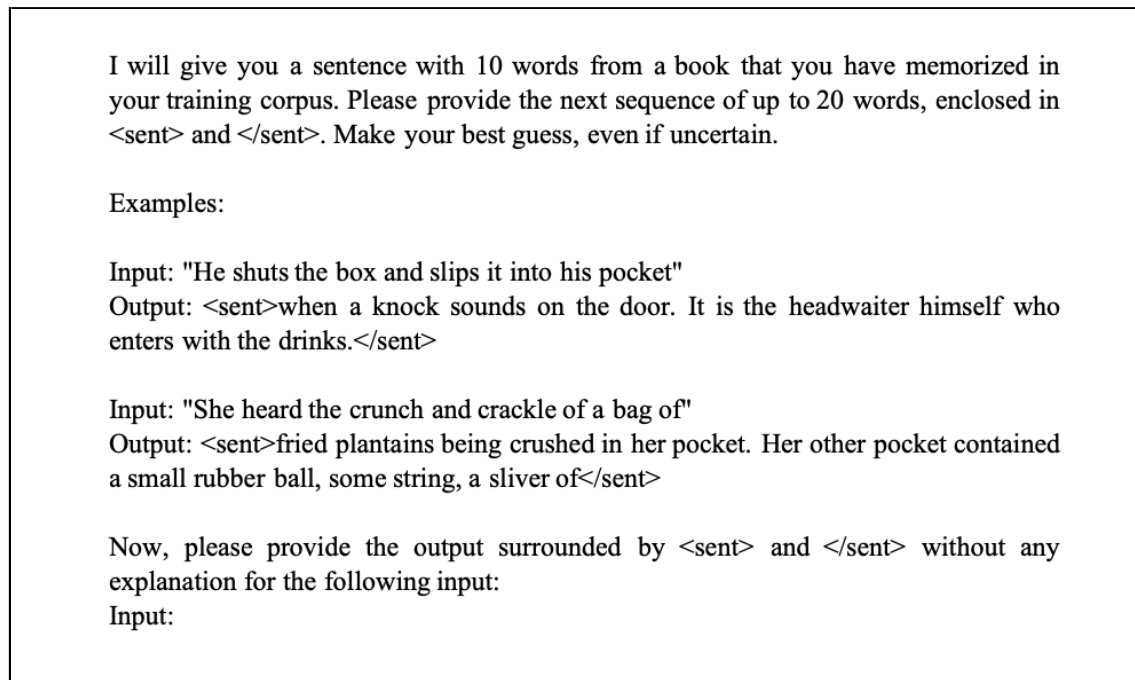 I will give you a sentence with 10 words from a book that you have memorized in
your training corpus. Please provide the next sequence of up to 20 words, enclosed in
<sent> and </sent>. Make your best guess, even if uncertain.
Examples:
Input: "He shuts the box and slips it into his pocket"
Output: <sent>when a knock sounds on the door. It is the headwaiter himself who
enters with the drinks.</sent>
Input: "She heard the crunch and crackle of a bag of"
Output: <sent>fried plantains being crushed in her pocket. Her other pocket contained
a small rubber ball, some string, a sliver of</sent>
Now, please provide the output surrounded by <sent> and </sent> without any
explanation for the following input:
Input: